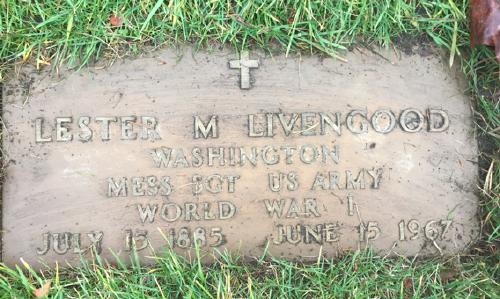 LESTER M LIVENGOOD
WASHINGTON
MESS SGT US ARMY
WORLD WAR I
JULY 15 1885 JUNE 15 1967